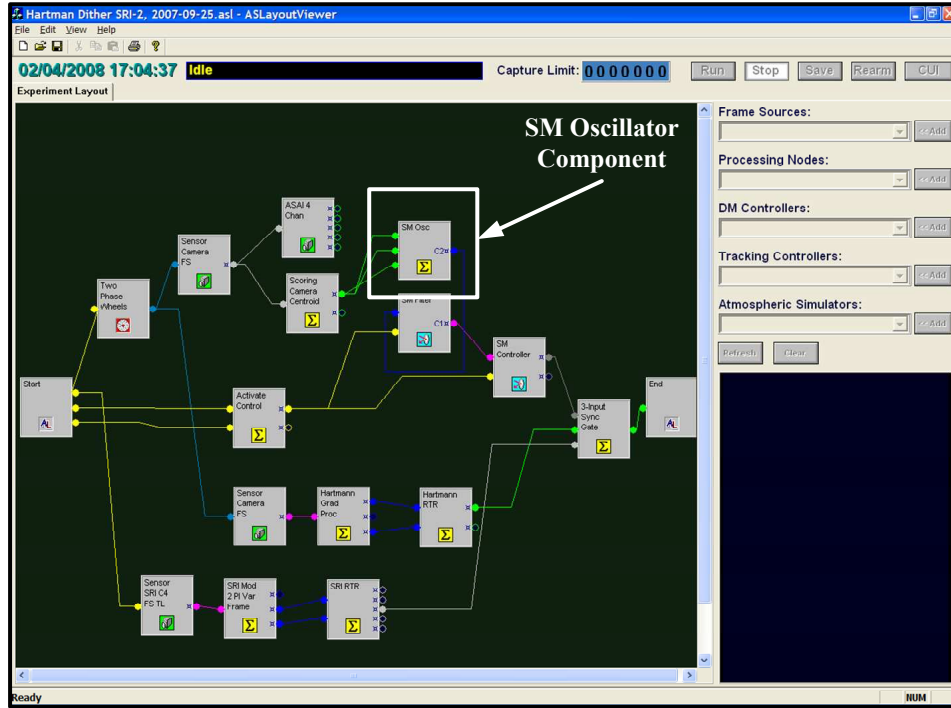 Hartman Dither SRI-2, 2007-09-25.asl - ASLayoutViewer
File Edit View Help
02/04/2008 17:04:37 Idle Capture Limit: 0000000 Run Stop Save Rearm CUI
Experiment Layout
Frame Sources:
<< Add
Processing Nodes:
<< Add
DM Controllers:
<< Add
Tracking Controllers:
<< Add
Atmospheric Simulators:
<< Add
Refresh Clear
SM Oscillator
Component
ASAI 4
Chan
SM Osc
C2
Sensor
Camera
FS
Scoring
Camera
Centroid
SM Filter
C1
Two
Phase
Wheels
SM
Controller
Start
AL
Activate
Control
3-Input
Sync
Gate
End
AL
Sensor
Camera
FS
Hartmann
Grad
Proc
Hartmann
RTR
Sensor
SRI C4
FS TL
SRI Mod
2 PI Var
Frame
SRI RTR
Ready NUM